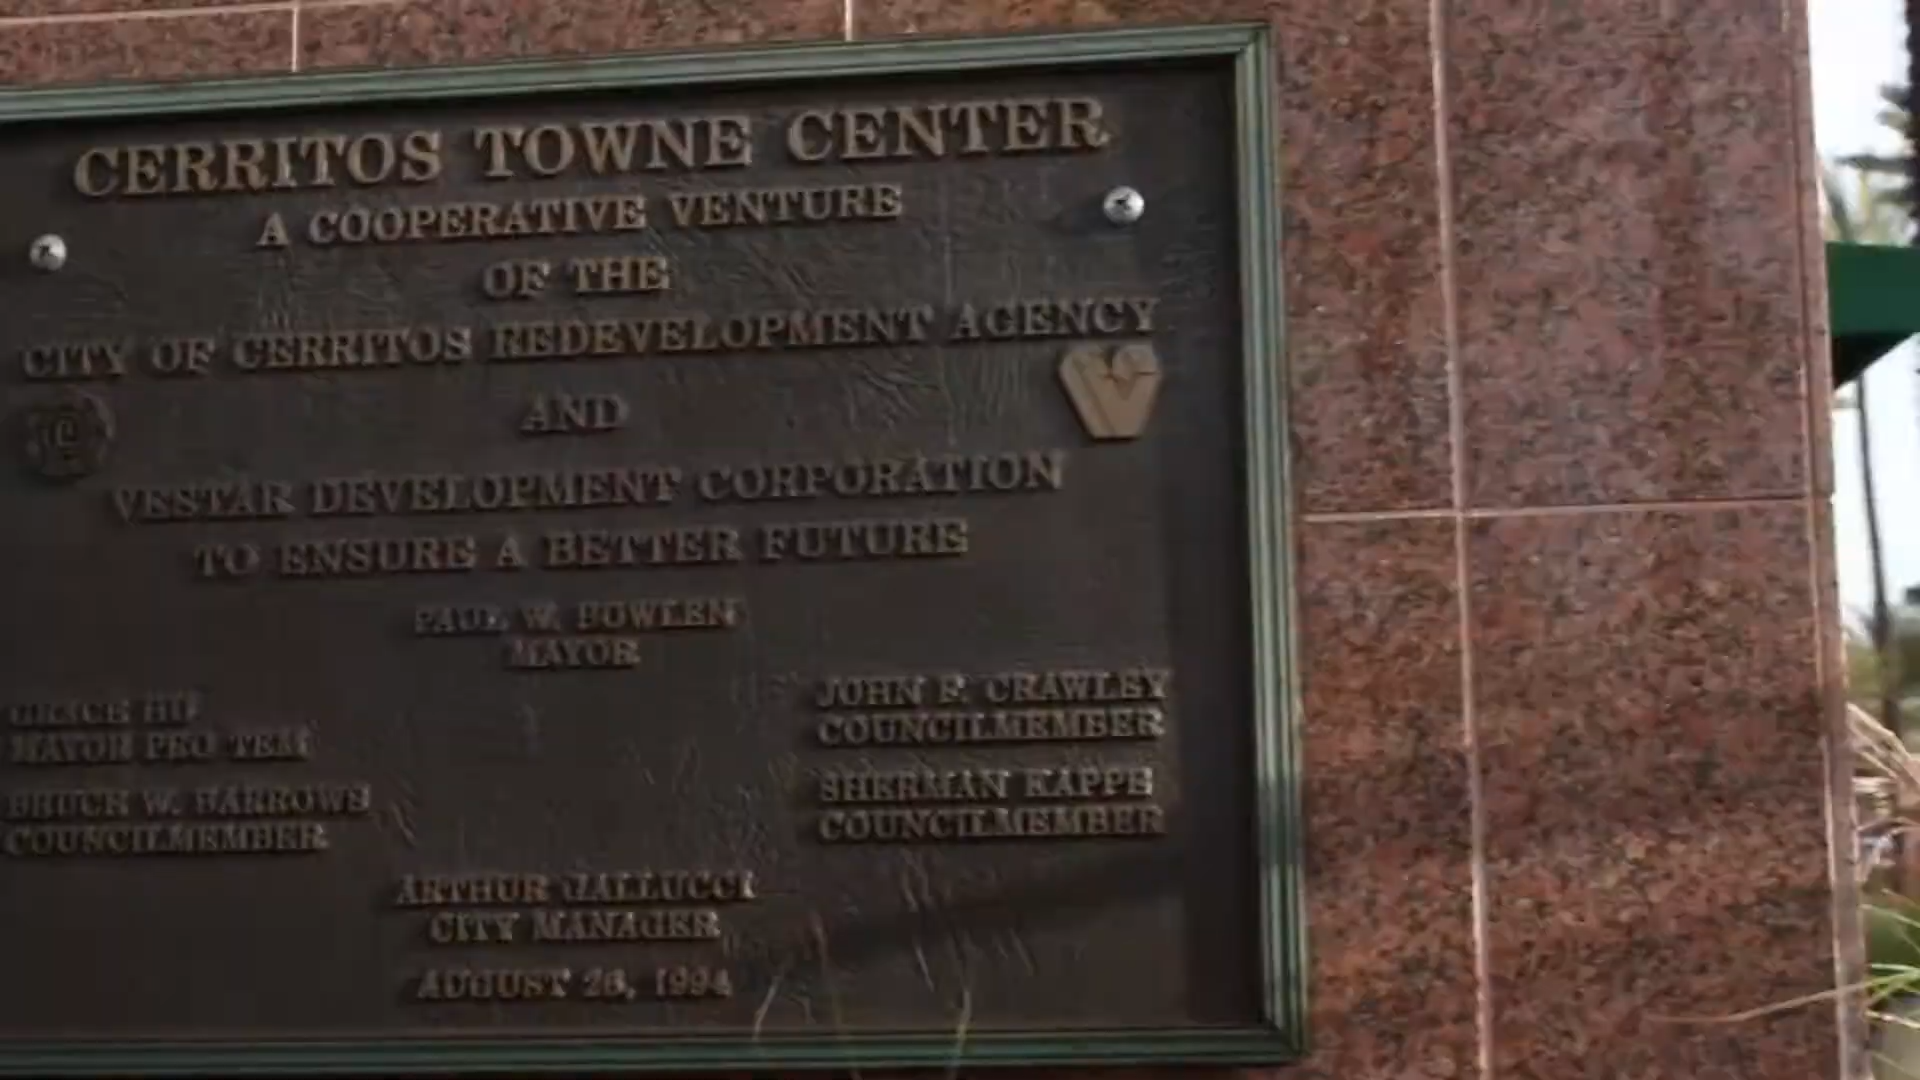 CERRITOS TOWNE CENTER
A COOPERATIVE VENTURE
OF THE
CITY OF CERRITOS REDEVELOPMENT AGENCY
AND
VESTAR DEVELOPMENT CORPORATION
TO ENSURE A BETTER FUTURE
PAUL W. BOWLEN
MAYOR
GRACE HU
MAYOR PRO TEM
BRUCE W. BARROWS
COUNCILMEMBER
JOHN F. CRAWLEY
COUNCILMEMBER
SHERMAN KAPPE
COUNCILMEMBER
ARTHUR GALLUCCI
CITY MANAGER
AUGUST 26, 1994